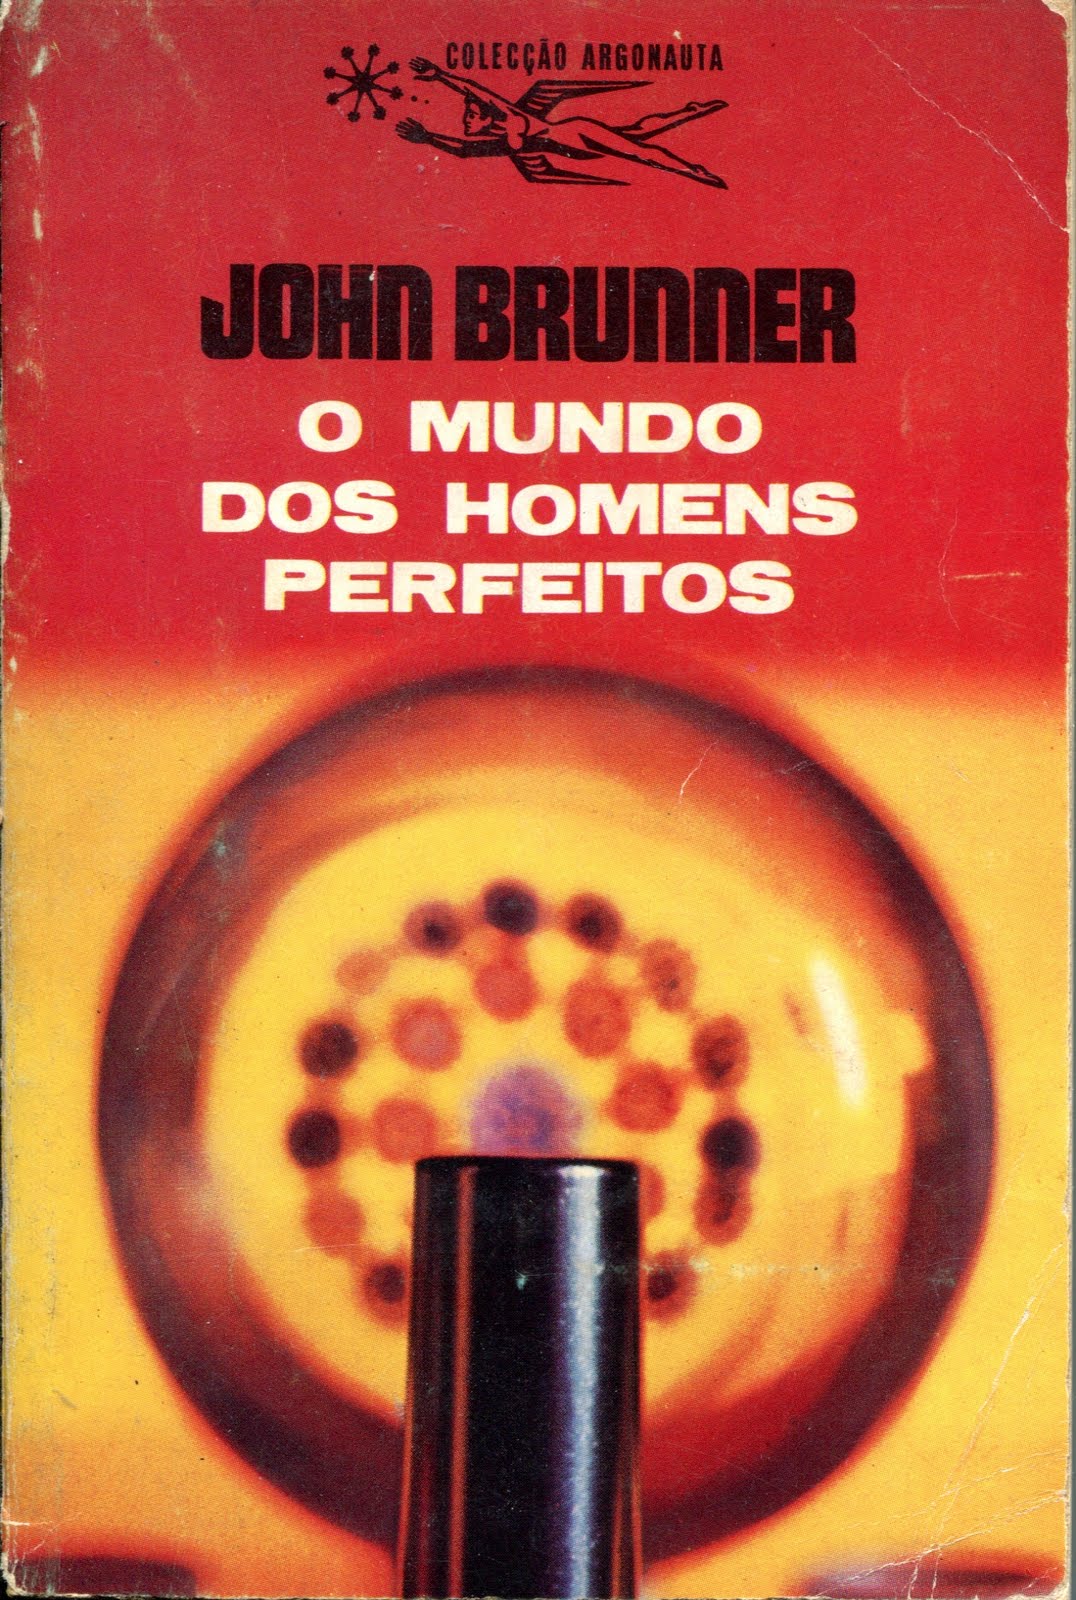 COLECÇÃO ARGONAUTA
JOHN BRUNNER
O MUNDO
DOS HOMENS
PERFEITOS